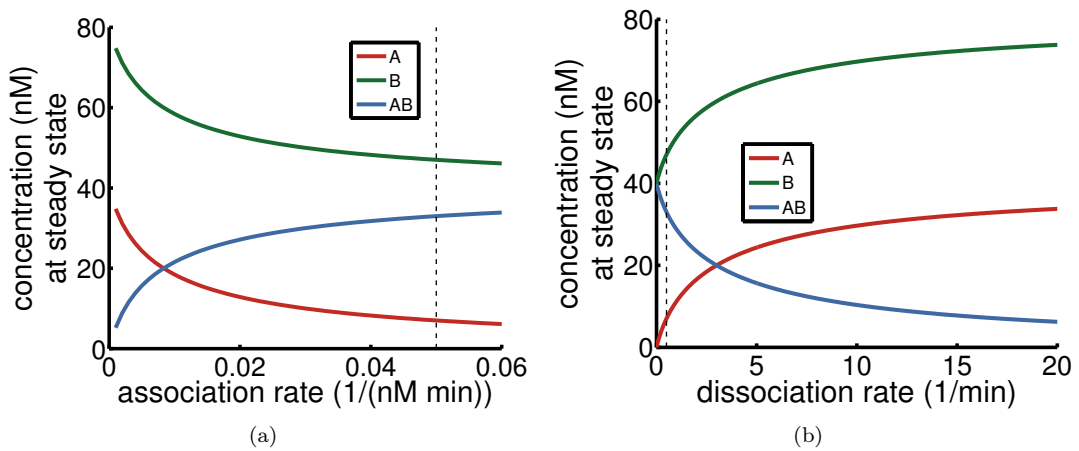 80
60
40
20
0
concentration (nM)
at steady state
A
B
AB
0
0.02
0.04
0.06
association rate (1/(nM min))
(a)
80
60
40
20
0
concentration (nM)
at steady state
A
B
AB
0
5
10
15
20
dissociation rate (1/min)
(b)